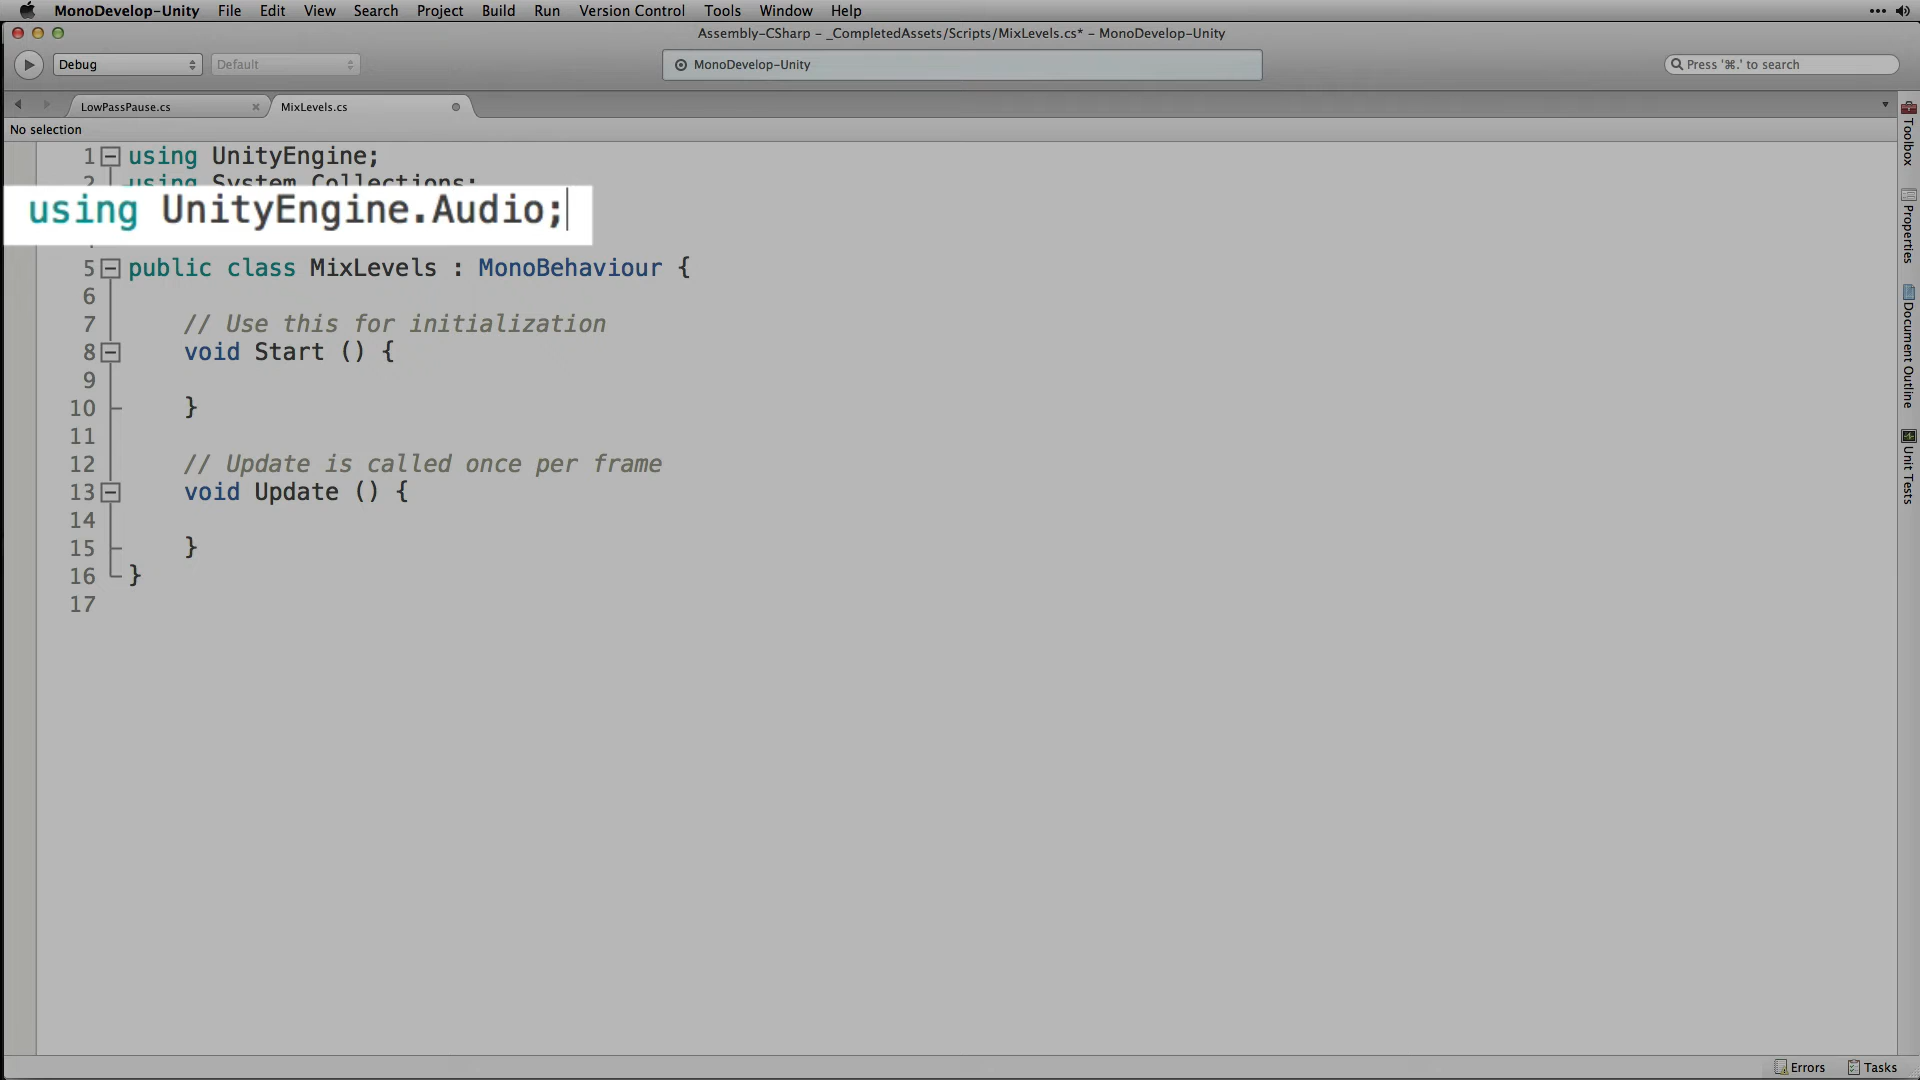 MonoDevelop-Unity File Edit View Search Project Build Run Version Control Tools Window Help
Assembly-CSharp - _CompletedAssets/Scripts/MixLevels.cs* - MonoDevelop-Unity
Debug Default MonoDevelop-Unity Press '⌘.' to search
LowPassPause.cs MixLevels.cs
No selection
1 using UnityEngine;
2 using System.Collections;
using UnityEngine.Audio;
5 public class MixLevels : MonoBehaviour {
6
7 // Use this for initialization
8 void Start () {
9
10 }
11
12 // Update is called once per frame
13 void Update () {
14
15 }
16 }
17
Toolbox
Properties
Document Outline
Unit Tests
Errors Tasks